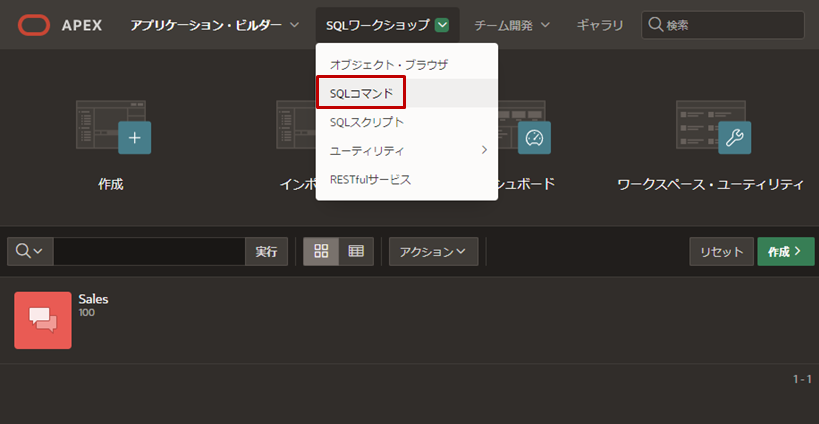 APEX アプリケーション・ビルダー SQLワークショップ チーム開発 ギャラリ 検索
オブジェクト・ブラウザ
SQLコマンド
SQLスクリプト
ユーティリティ
RESTfulサービス
作成
インポ
シュボード
ワークスペース・ユーティリティ
実行 アクション リセット 作成
Sales
100
1 - 1